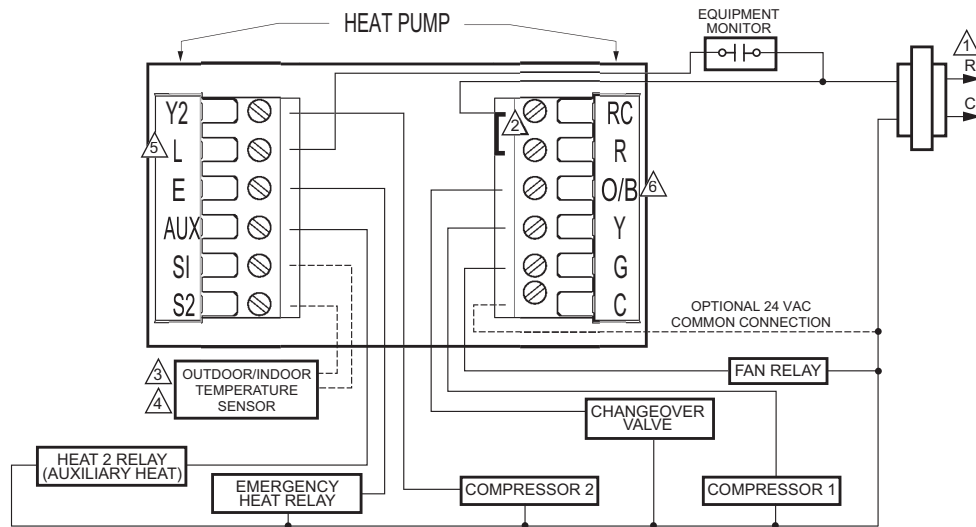 HEAT PUMP
EQUIPMENT
MONITOR
1
R
C
Y2
L
E
AUX
S1
S2
5
2
RC
R
O/B
Y
G
C
6
OPTIONAL 24 VAC
COMMON CONNECTION
3
4
OUTDOOR/INDOOR
TEMPERATURE
SENSOR
FAN RELAY
CHANGEOVER
VALVE
HEAT 2 RELAY
(AUXILIARY HEAT)
EMERGENCY
HEAT RELAY
COMPRESSOR 2
COMPRESSOR 1